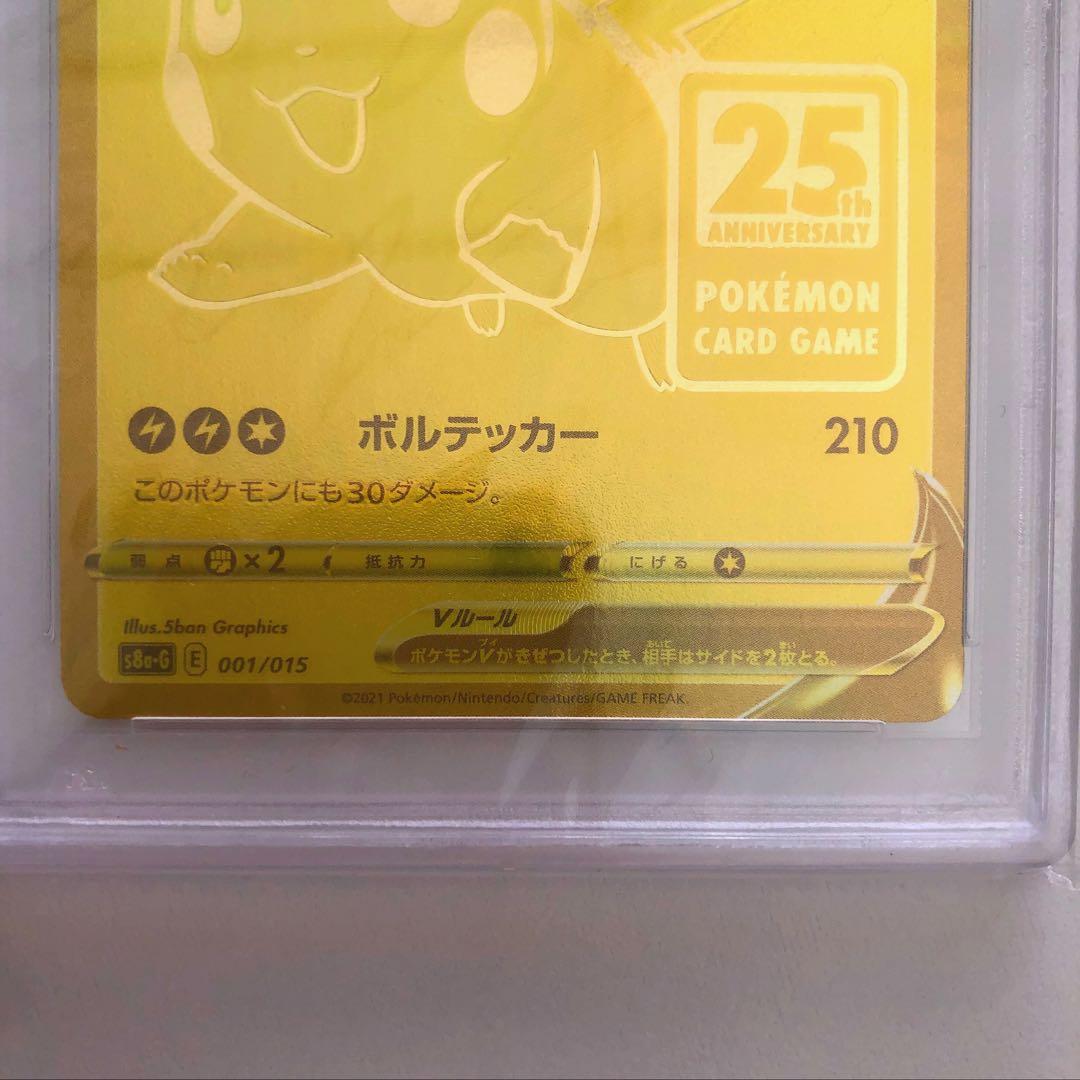 25th
ANNIVERSARY
POKÉMON
CARD GAME
ボルテッカー 210
このポケモンにも30ダメージ。
弱点 ×2 抵抗力 にげる
Vルール
ポケモンVがきぜつしたとき、相手はサイドを2枚とる。
Illus.5ban Graphics
s8a-G E 001/015
©2021 Pokémon/Nintendo/Creatures/GAME FREAK.